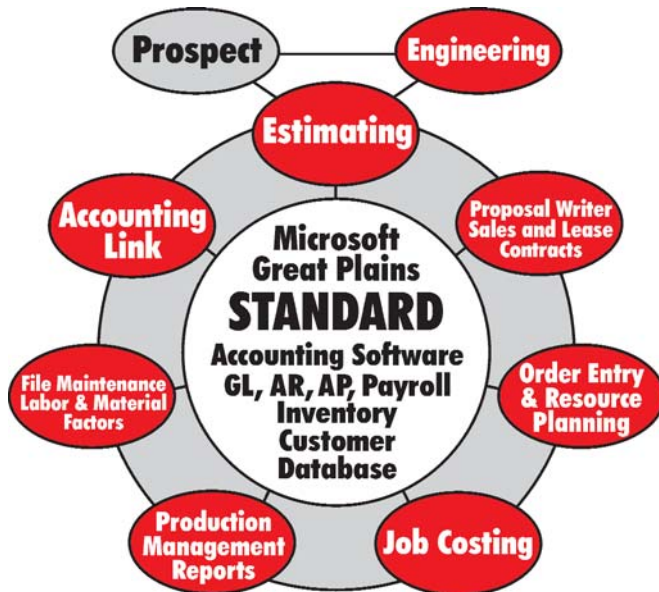 Prospect
Engineering
Estimating
Accounting
Link
Proposal Writer
Sales and Lease
Contracts
Microsoft
Great Plains
STANDARD
Accounting Software
GL, AR, AP, Payroll
Inventory
Customer
Database
File Maintenance
Labor & Material
Factors
Order Entry
& Resource
Planning
Production
Management
Reports
Job Costing